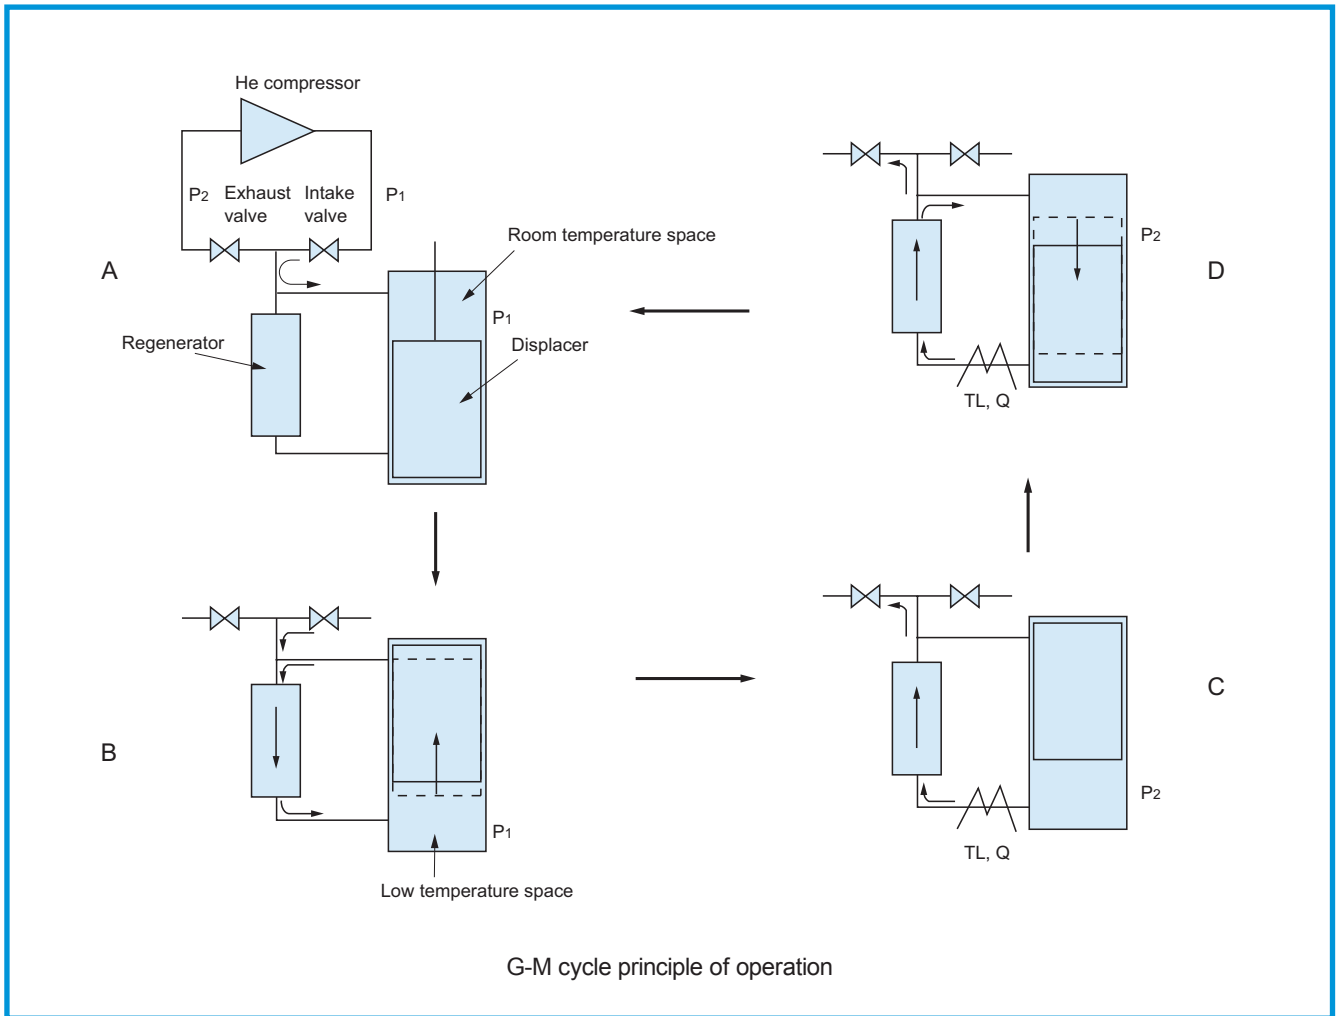 He compressor
P2
Exhaust
valve
Intake
valve
P1
A
Room temperature space
P1
Regenerator
Displacer
P2
D
TL, Q
B
P1
Low temperature space
C
P2
TL, Q
G-M cycle principle of operation